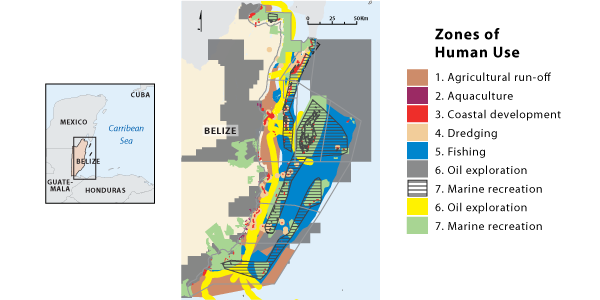 CUBA
MEXICO
Carribean
Sea
BELIZE
GUATE-
MALA
HONDURAS
0 25 50Km
BELIZE
Zones of
Human Use
1. Agricultural run-off
2. Aquaculture
3. Coastal development
4. Dredging
5. Fishing
6. Oil exploration
7. Marine recreation
6. Oil exploration
7. Marine recreation